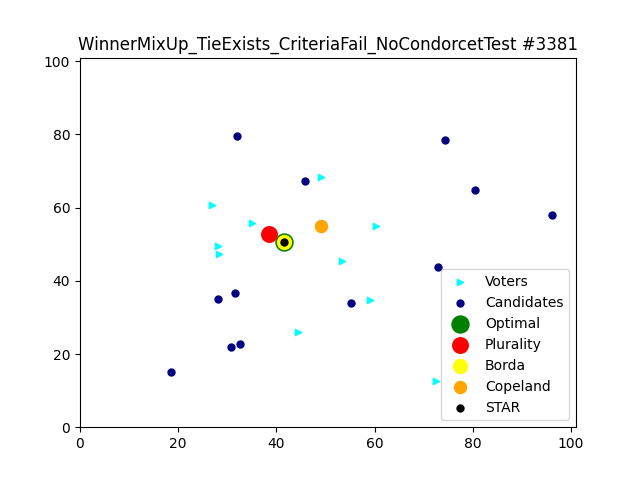 WinnerMixUp_TieExists_CriteriaFail_NoCondorcetTest #3381
100
80
60
40
20
0
0 20 40 60 80 100
Voters
Candidates
Optimal
Plurality
Borda
Copeland
STAR